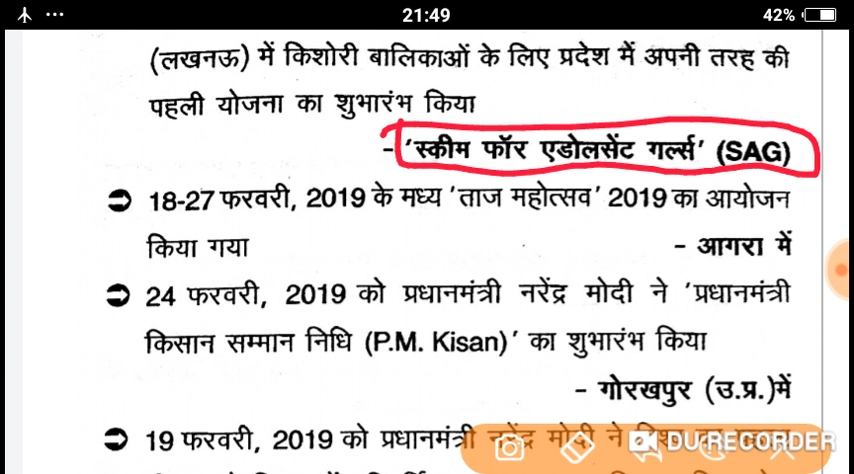 21:49
42%
(लखनऊ) में किशोरी बालिकाओं के लिए प्रदेश में अपनी तरह की
पहली योजना का शुभारंभ किया
- 'स्कीम फॉर एडोलसेंट गर्ल्स' (SAG)
18-27 फरवरी, 2019 के मध्य 'ताज महोत्सव' 2019 का आयोजन
किया गया - आगरा में
24 फरवरी, 2019 को प्रधानमंत्री नरेंद्र मोदी ने 'प्रधानमंत्री
किसान सम्मान निधि (P.M. Kisan)' का शुभारंभ किया
- गोरखपुर (उ.प्र.)में
19 फरवरी, 2019 को प्रधानमंत्री नरेंद्र मोदी ने
DU RECORDER